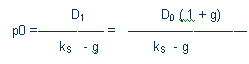 D₁ D₀ ( 1 + g)
p0 = =
kₛ - g kₛ - g